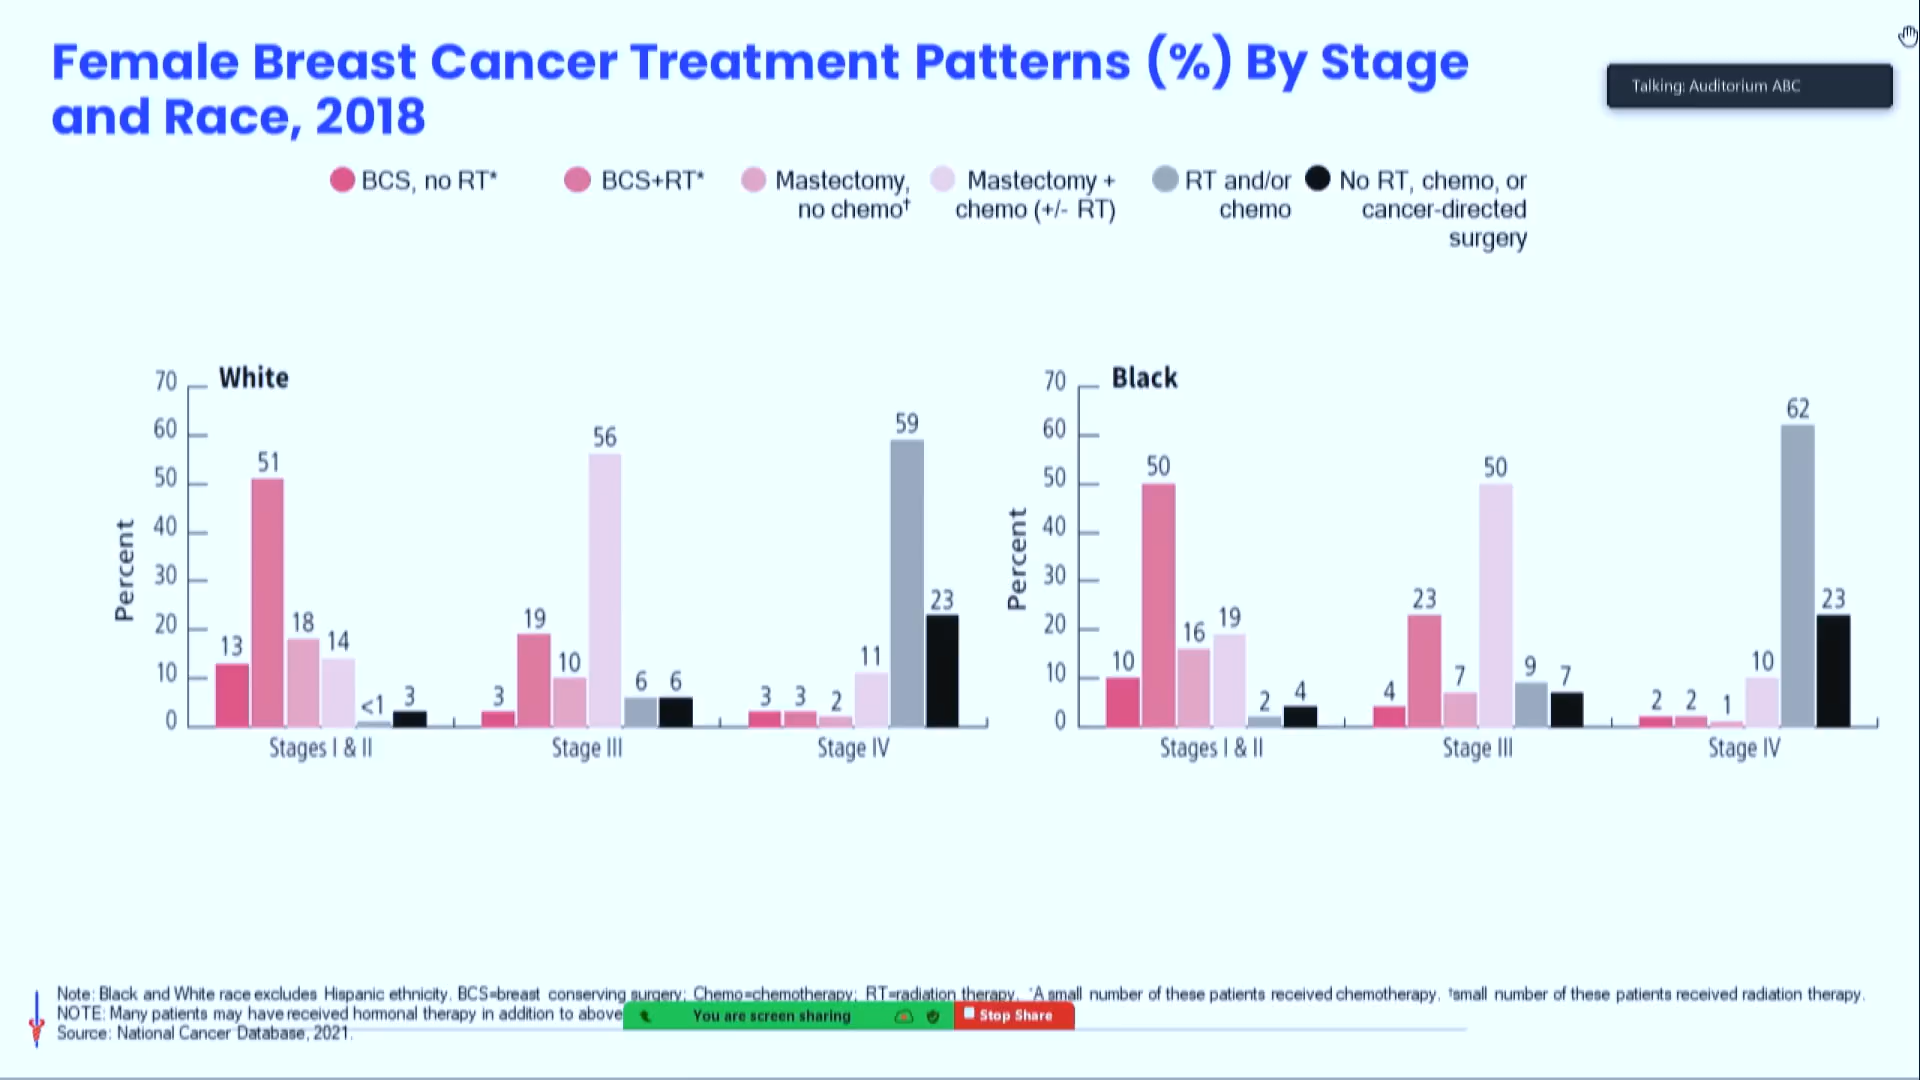 Female Breast Cancer Treatment Patterns (%) By Stage
and Race, 2018
Talking: Auditorium ABC
BCS, no RT*
BCS+RT*
Mastectomy,
no chemo†
Mastectomy +
chemo (+/- RT)
RT and/or
chemo
No RT, chemo, or
cancer-directed
surgery
White
Percent
70
60
50
40
30
20
10
0
13
51
18
14
<1
3
3
19
10
56
6
6
3
3
2
11
59
23
Stages I & II
Stage III
Stage IV
Black
Percent
70
60
50
40
30
20
10
0
10
50
16
19
2
4
4
23
7
50
9
7
2
2
1
10
62
23
Stages I & II
Stage III
Stage IV
Note: Black and White race excludes Hispanic ethnicity. BCS=breast conserving surgery; Chemo=chemotherapy; RT=radiation therapy. *A small number of these patients received chemotherapy. †small number of these patients received radiation therapy.
NOTE: Many patients may have received hormonal therapy in addition to above
Source: National Cancer Database, 2021.
You are screen sharing
Stop Share